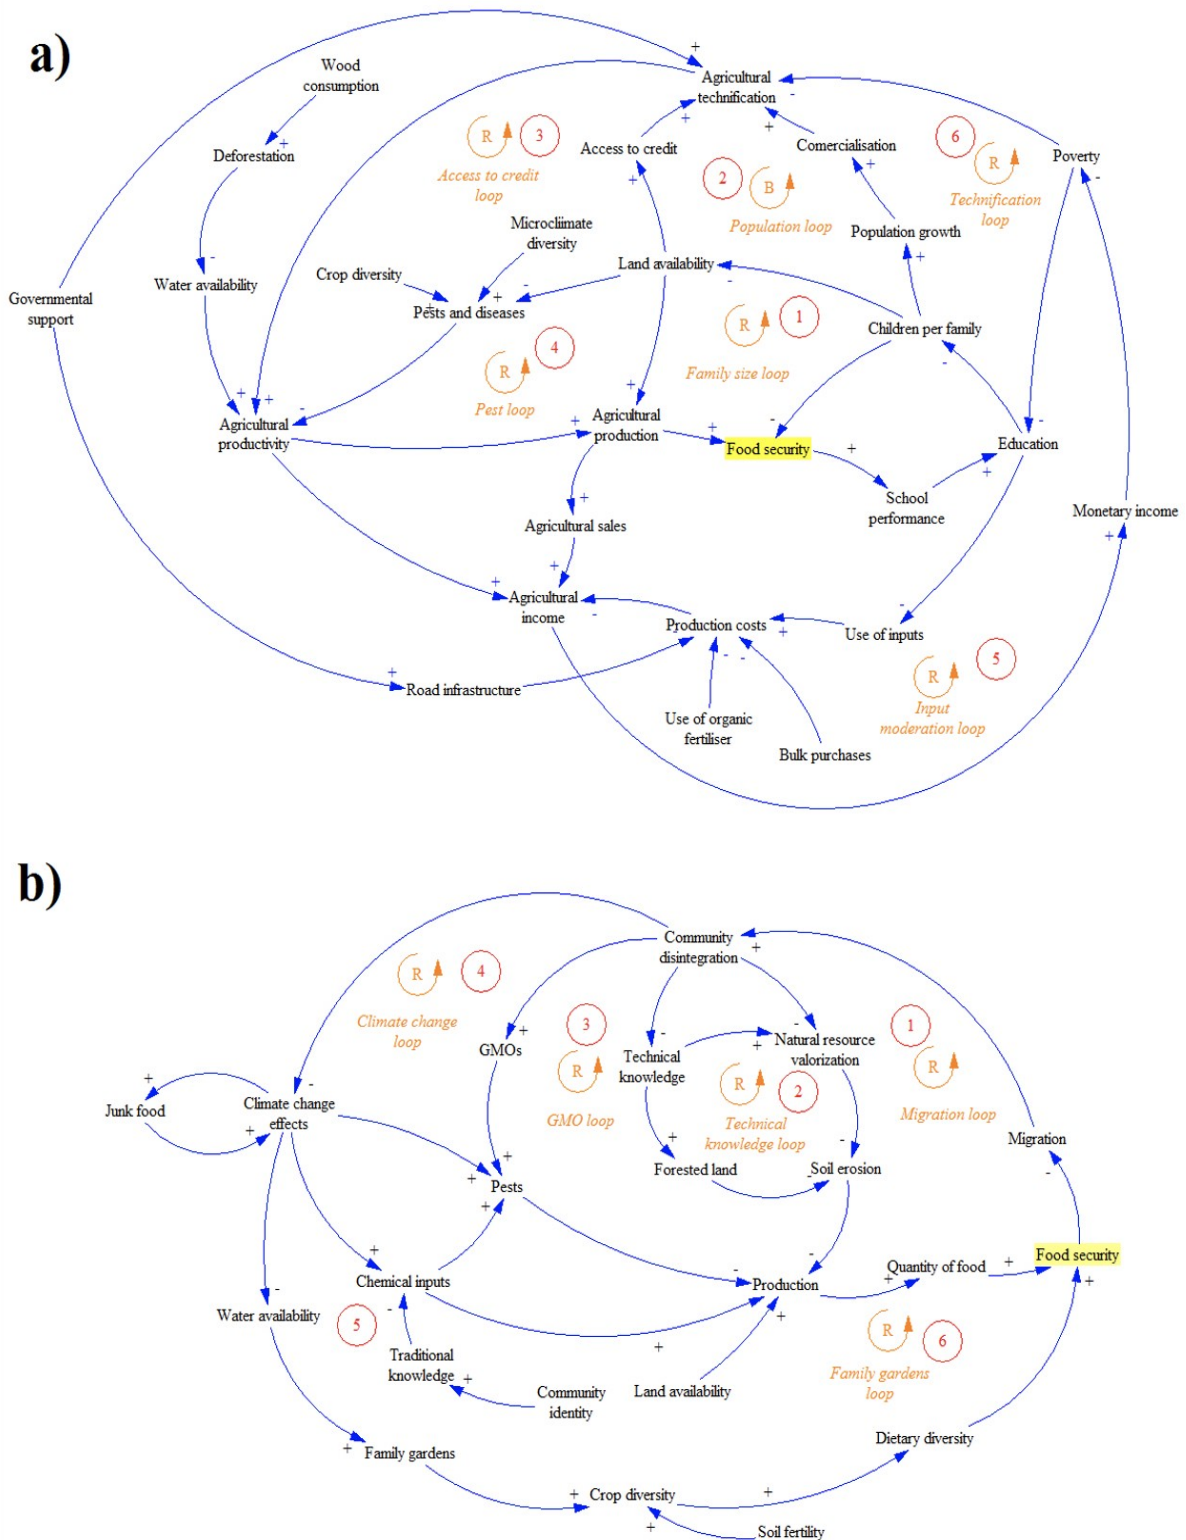 a)
Wood
consumption
+
Agricultural
technification
-
+
+
Deforestation
+
R
3
Access to credit
loop
Access to credit
+
2
B
Population loop
Comercialisation
+
6
R
Technification
loop
Poverty
-
Microcliimate
diversity
Population growth
+
Governmental
support
-
Water availability
Crop diversity
+
+
-
Pests and diseases
Land availability
-
R
1
Family size loop
Children per family
-
4
R
Pest loop
+
+
-
Agricultural
productivity
+
+
Agricultural
production
+
-
Food security
+
-
Education
+
School
performance
Monetary income
+
+
Agricultural sales
+
+
Agricultural
income
-
Production costs
+
-
Use of inputs
- -
+
Road infrastructure
R
5
Input
moderation loop
Use of organic
fertiliser
Bulk purchases
b)
Community
disintegration
+
R
4
Climate change
loop
+
GMOs
3
R
GMO loop
-
Technical
knowledge
+
-
Natural resource
valorization
R
2
Technical
knowledge loop
1
R
Migration loop
+
Junk food
-
Climate change
effects
+
Migration
-
+
Forested land
-
-
Soil erosion
+
+
+
Pests
+
Chemical inputs
-
-
-
Production
+
+
Quantity of food
+
Food security
+
-
Water availability
5
Traditional
knowledge
+
+
Community
identity
Land availability
R
6
Family gardens
loop
+
Family gardens
Dietary diversity
+
Crop diversity
+
+
Soil fertility